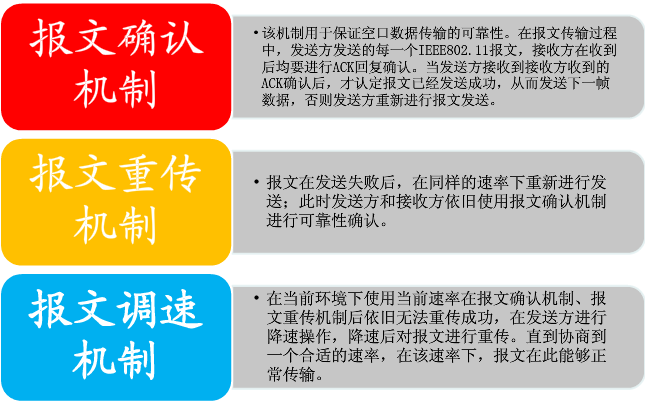 报文确认
机制
•该机制用于保证空口数据传输的可靠性。在报文传输过程
中，发送方发送的每一个IEEE802.11报文，接收方在收到
后均要进行ACK回复确认。当发送方接收到接收方收到的
ACK确认后，才认定报文已经发送成功，从而发送下一帧
数据，否则发送方重新进行报文发送。
报文重传
机制
•报文在发送失败后，在同样的速率下重新进行发
送；此时发送方和接收方依旧使用报文确认机制
进行可靠性确认。
报文调速
机制
•在当前环境下使用当前速率在报文确认机制、报
文重传机制后依旧无法重传成功，在发送方进行
降速操作，降速后对报文进行重传。直到协商到
一个合适的速率，在该速率下，报文在此能够正
常传输。